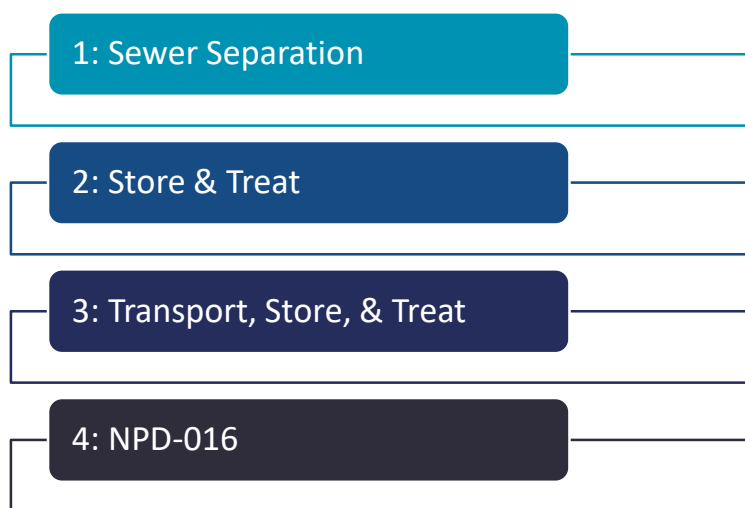 1: Sewer Separation
2: Store & Treat
3: Transport, Store, & Treat
4: NPD-016